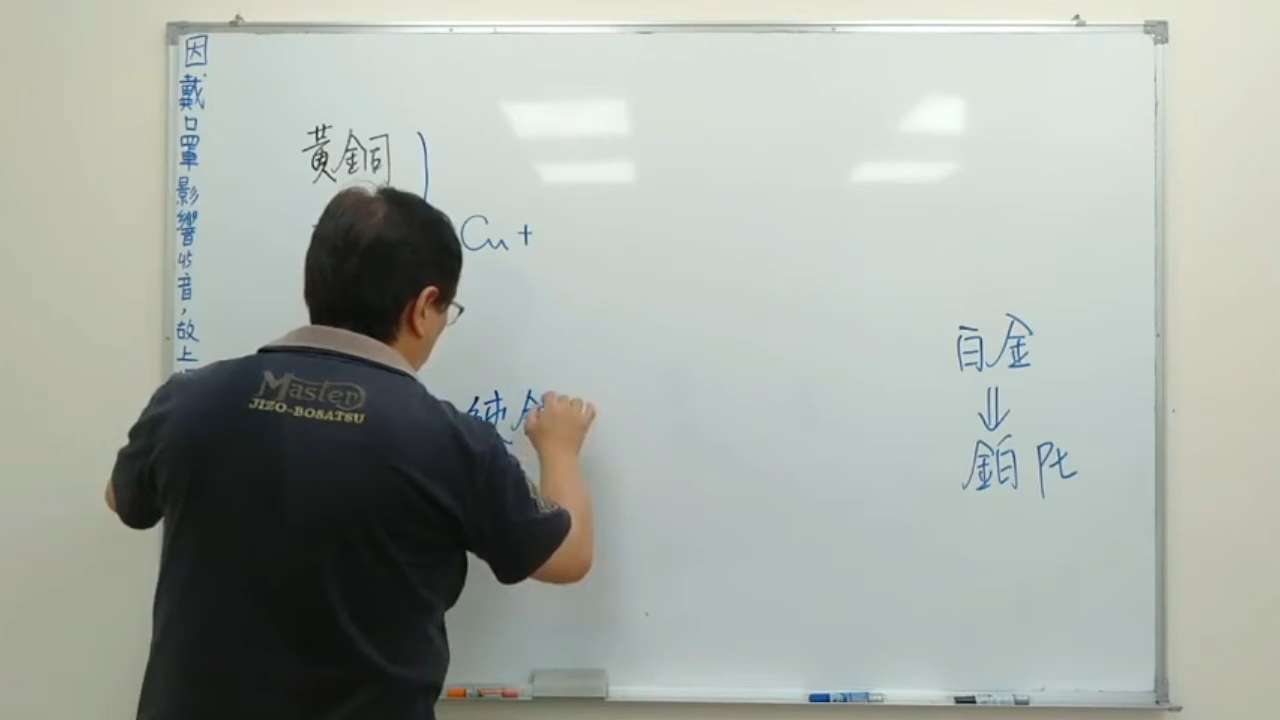 因戴口罩影響收音，故上
黃銅
Cu +
純
白金
⇓
鉑 Pt
Master
JIZO-BOSATSU